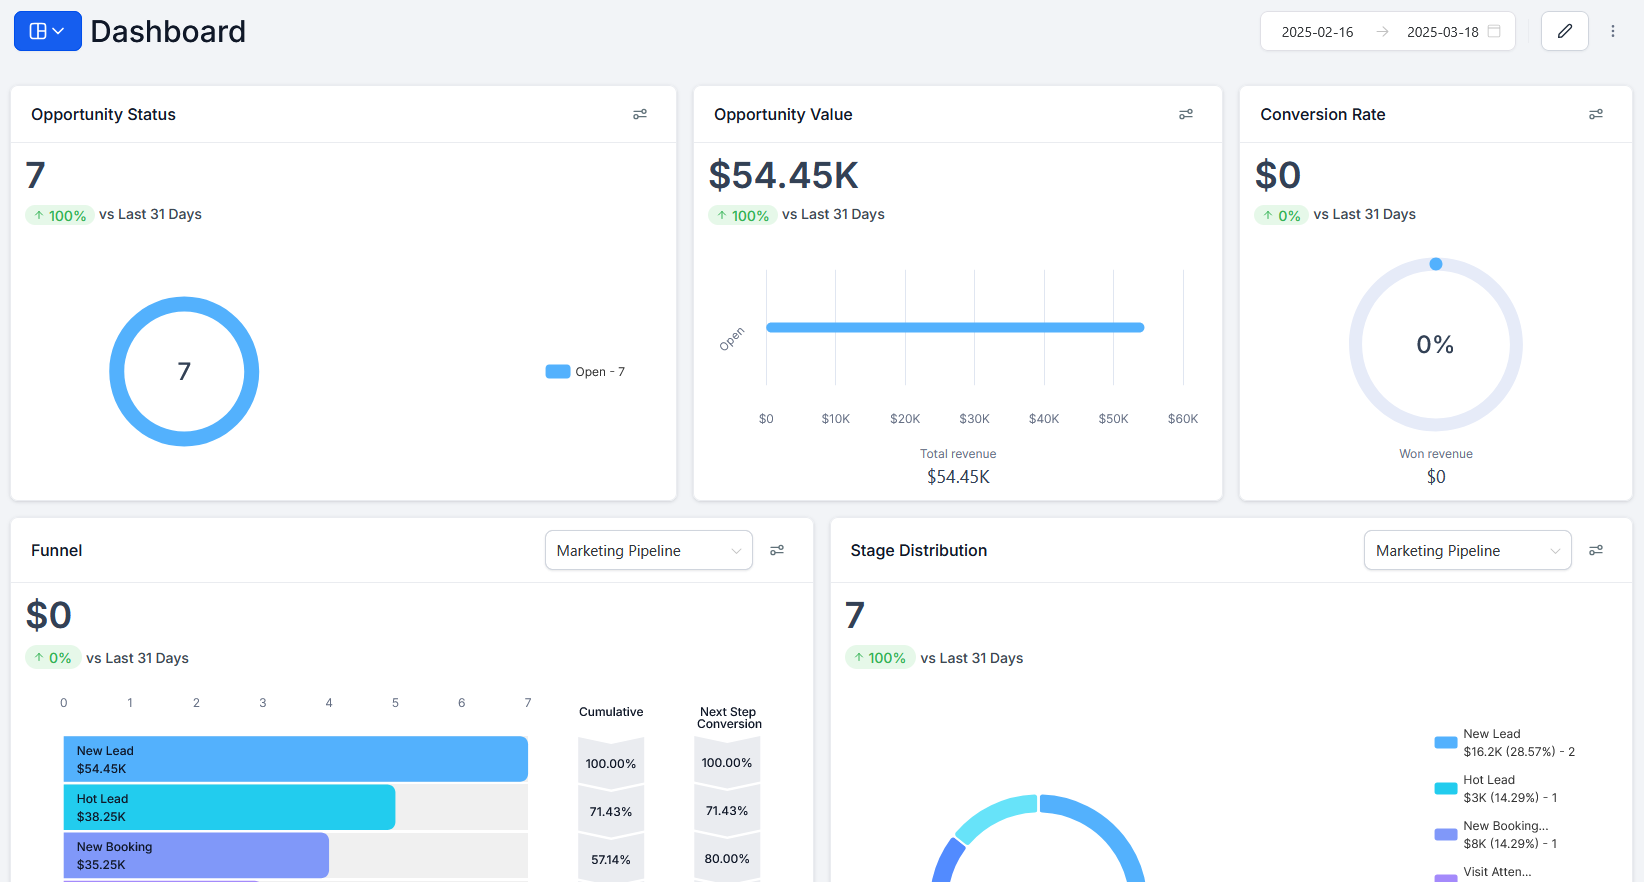 Dashboard
2025-02-16
2025-03-18
Opportunity Status
7
100% vs Last 31 Days
7
Open - 7
Opportunity Value
$54.45K
100% vs Last 31 Days
Open
$0 $10K $20K $30K $40K $50K $60K
Total revenue
$54.45K
Conversion Rate
$0
0% vs Last 31 Days
0%
Won revenue
$0
Funnel
Marketing Pipeline
$0
0% vs Last 31 Days
0 1 2 3 4 5 6 7
Cumulative
Next Step
Conversion
New Lead
$54.45K
100.00%
100.00%
Hot Lead
$38.25K
71.43%
71.43%
New Booking
$35.25K
57.14%
80.00%
Stage Distribution
Marketing Pipeline
7
100% vs Last 31 Days
New Lead
$16.2K (28.57%) - 2
Hot Lead
$3K (14.29%) - 1
New Booking...
$8K (14.29%) - 1
Visit Atten...